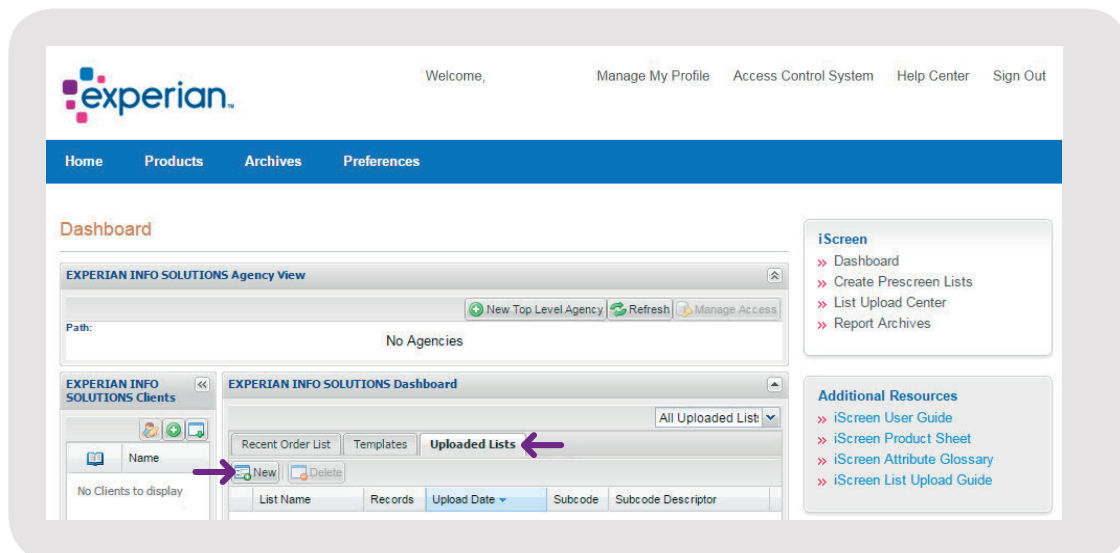 Welcome,
Manage My Profile Access Control System Help Center Sign Out
experian™
Home Products Archives Preferences
Dashboard
EXPERIAN INFO SOLUTIONS Agency View
New Top Level Agency Refresh Manage Access
Path:
No Agencies
EXPERIAN INFO
SOLUTIONS Clients
Name
No Clients to display
EXPERIAN INFO SOLUTIONS Dashboard
All Uploaded List
Recent Order List Templates Uploaded Lists
New Delete
List Name Records Upload Date Subcode Subcode Descriptor
iScreen
» Dashboard
» Create Prescreen Lists
» List Upload Center
» Report Archives
Additional Resources
» iScreen User Guide
» iScreen Product Sheet
» iScreen Attribute Glossary
» iScreen List Upload Guide